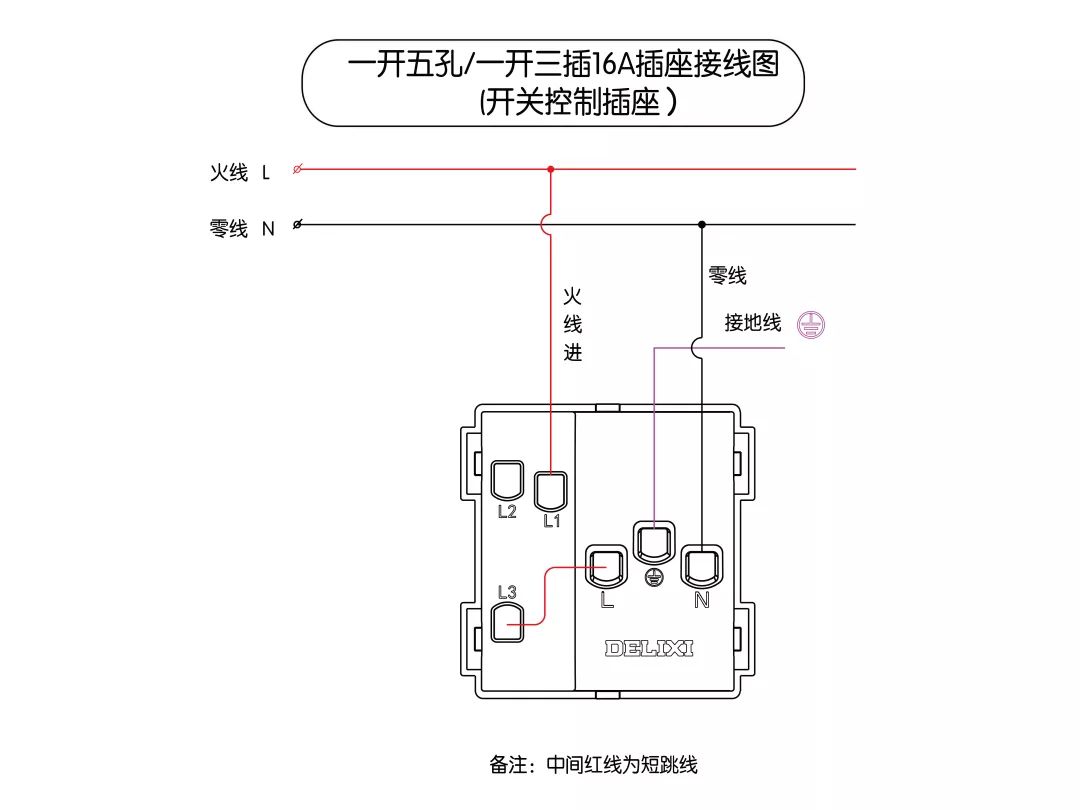 一开五孔/一开三插16A插座接线图
(开关控制插座)
火线 L
零线 N
零线
火线进
接地线
L2
L1
L3
L
N
DELIXI
备注：中间红线为短跳线